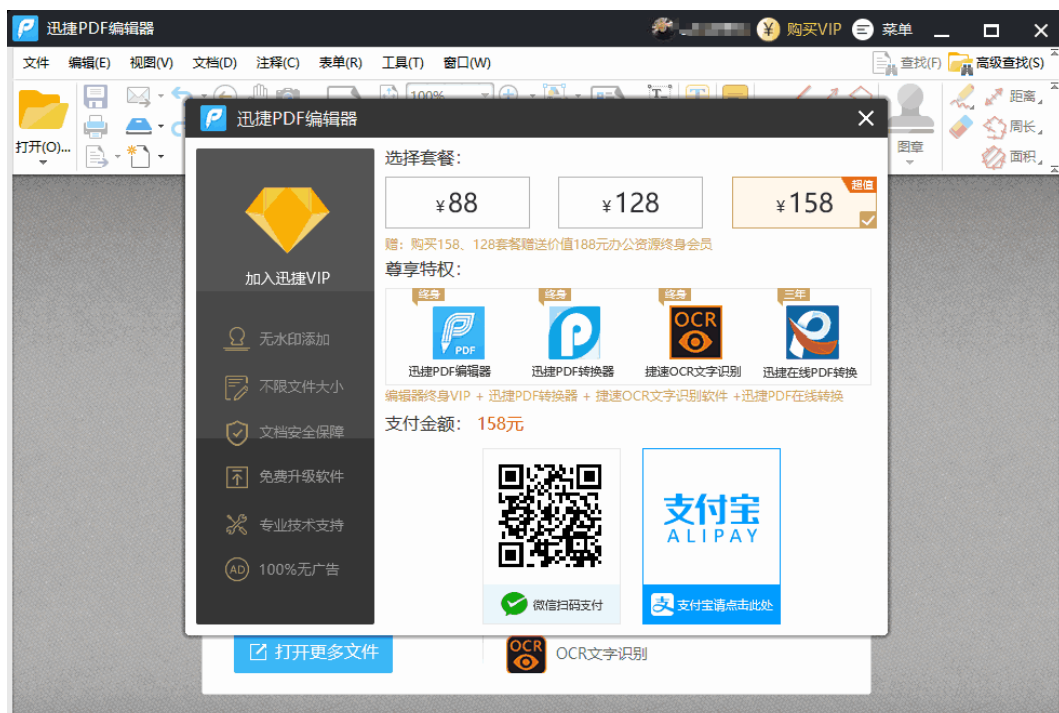 迅捷PDF编辑器
购买VIP 菜单
文件 编辑(E) 视图(V) 文档(D) 注释(C) 表单(R) 工具(T) 窗口(W)
查找(F) 高级查找(S)
100%
打开(O)...
图章
距离
周长
面积
迅捷PDF编辑器
加入迅捷VIP
无水印添加
不限文件大小
文档安全保障
免费升级软件
专业技术支持
AD 100%无广告
选择套餐：
¥88 ¥128 ¥158 超值
赠：购买158、128套餐赠送价值188元办公资源终身会员
尊享特权：
终身 终身 终身 三年
PDF OCR
迅捷PDF编辑器 迅捷PDF转换器 捷速OCR文字识别 迅捷在线PDF转换
编辑器终身VIP + 迅捷PDF转换器 + 捷速OCR文字识别软件 +迅捷PDF在线转换
支付金额： 158元
支付宝
ALIPAY
微信扫码支付 支 支付宝请点击此处
打开更多文件 OCR OCR文字识别